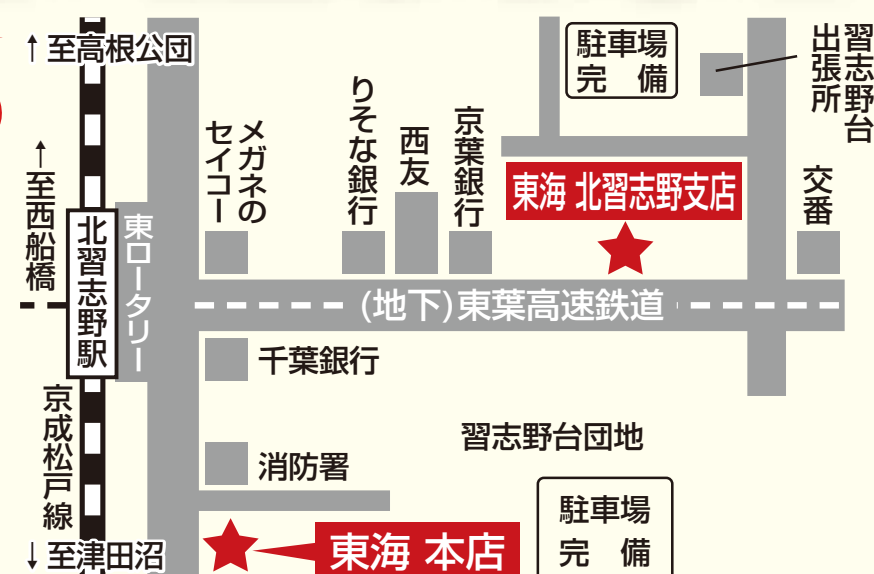 ↑至高根公団
駐車場
完　備
習志野台
出張所
メガネの
セイコー
りそな銀行
西友
京葉銀行
東海 北習志野支店
交番
↑至西船橋
北習志野駅
東ロータリー
(地下)東葉高速鉄道
千葉銀行
京成松戸線
消防署
習志野台団地
駐車場
完　備
東海 本店
↓至津田沼